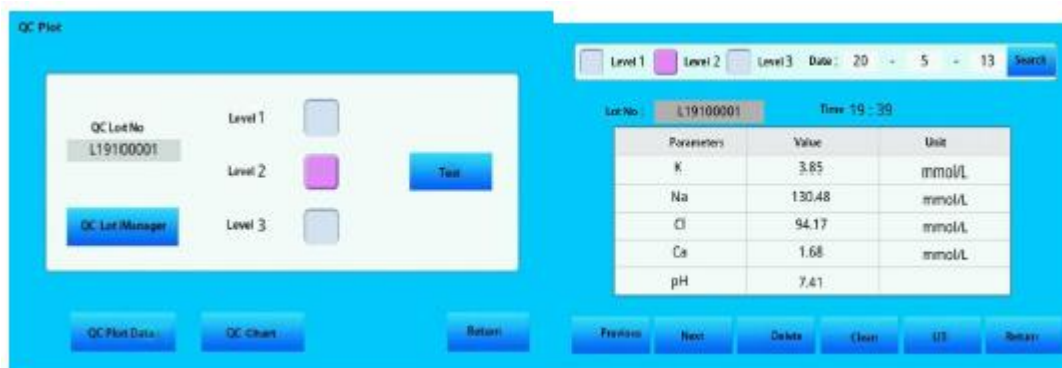 QC Plot
QC Lot No
L19100001
QC Lot Manager
Level 1
Level 2
Level 3
Test
QC Plot Data
QC Chart
Return
Level 1 Level 2 Level 3 Date: 20 - 5 - 13 Search
Lot No: L19100001 Time 19 : 39
Parameters Value Unit
K 3.85 mmol/L
Na 130.48 mmol/L
Cl 94.17 mmol/L
Ca 1.68 mmol/L
pH 7.41
Previous Next Delete Clean Return